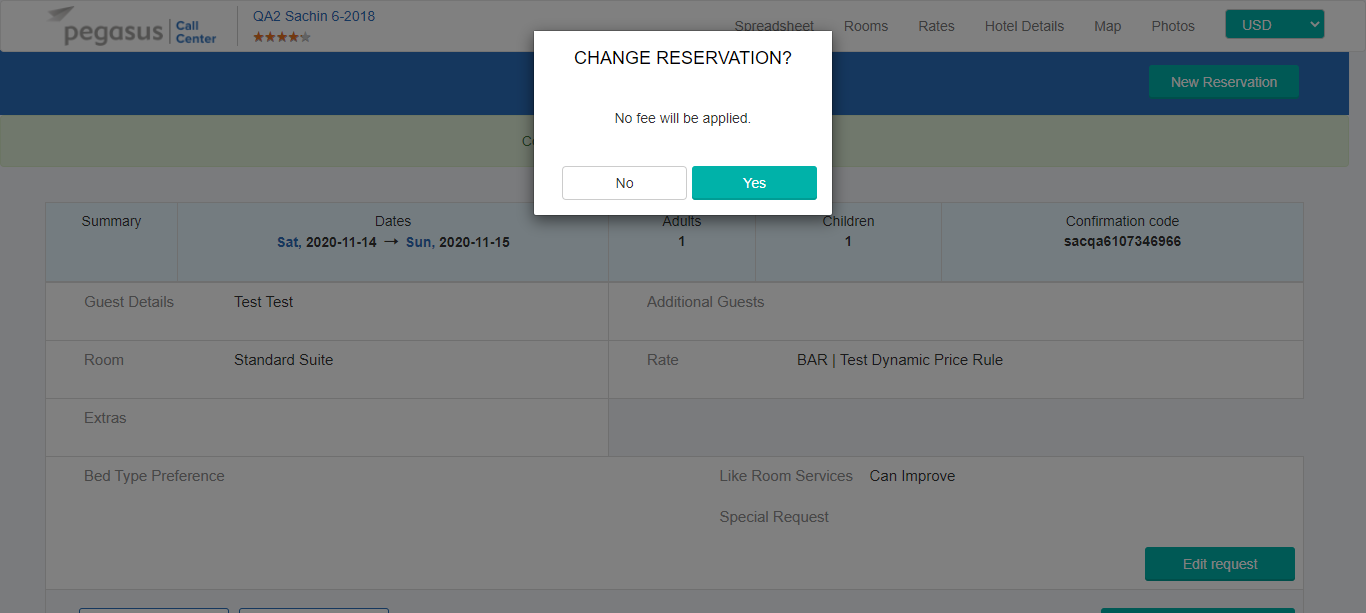 pegasus Call Center
QA2 Sachin 6-2018
Spreadsheet Rooms Rates Hotel Details Map Photos USD
New Reservation
CHANGE RESERVATION?
No fee will be applied.
No Yes
Summary Dates Adults Children Confirmation code
Sat, 2020-11-14 → Sun, 2020-11-15 1 1 sacqa6107346966
Guest Details Test Test Additional Guests
Room Standard Suite Rate BAR | Test Dynamic Price Rule
Extras
Bed Type Preference Like Room Services Can Improve
Special Request
Edit request